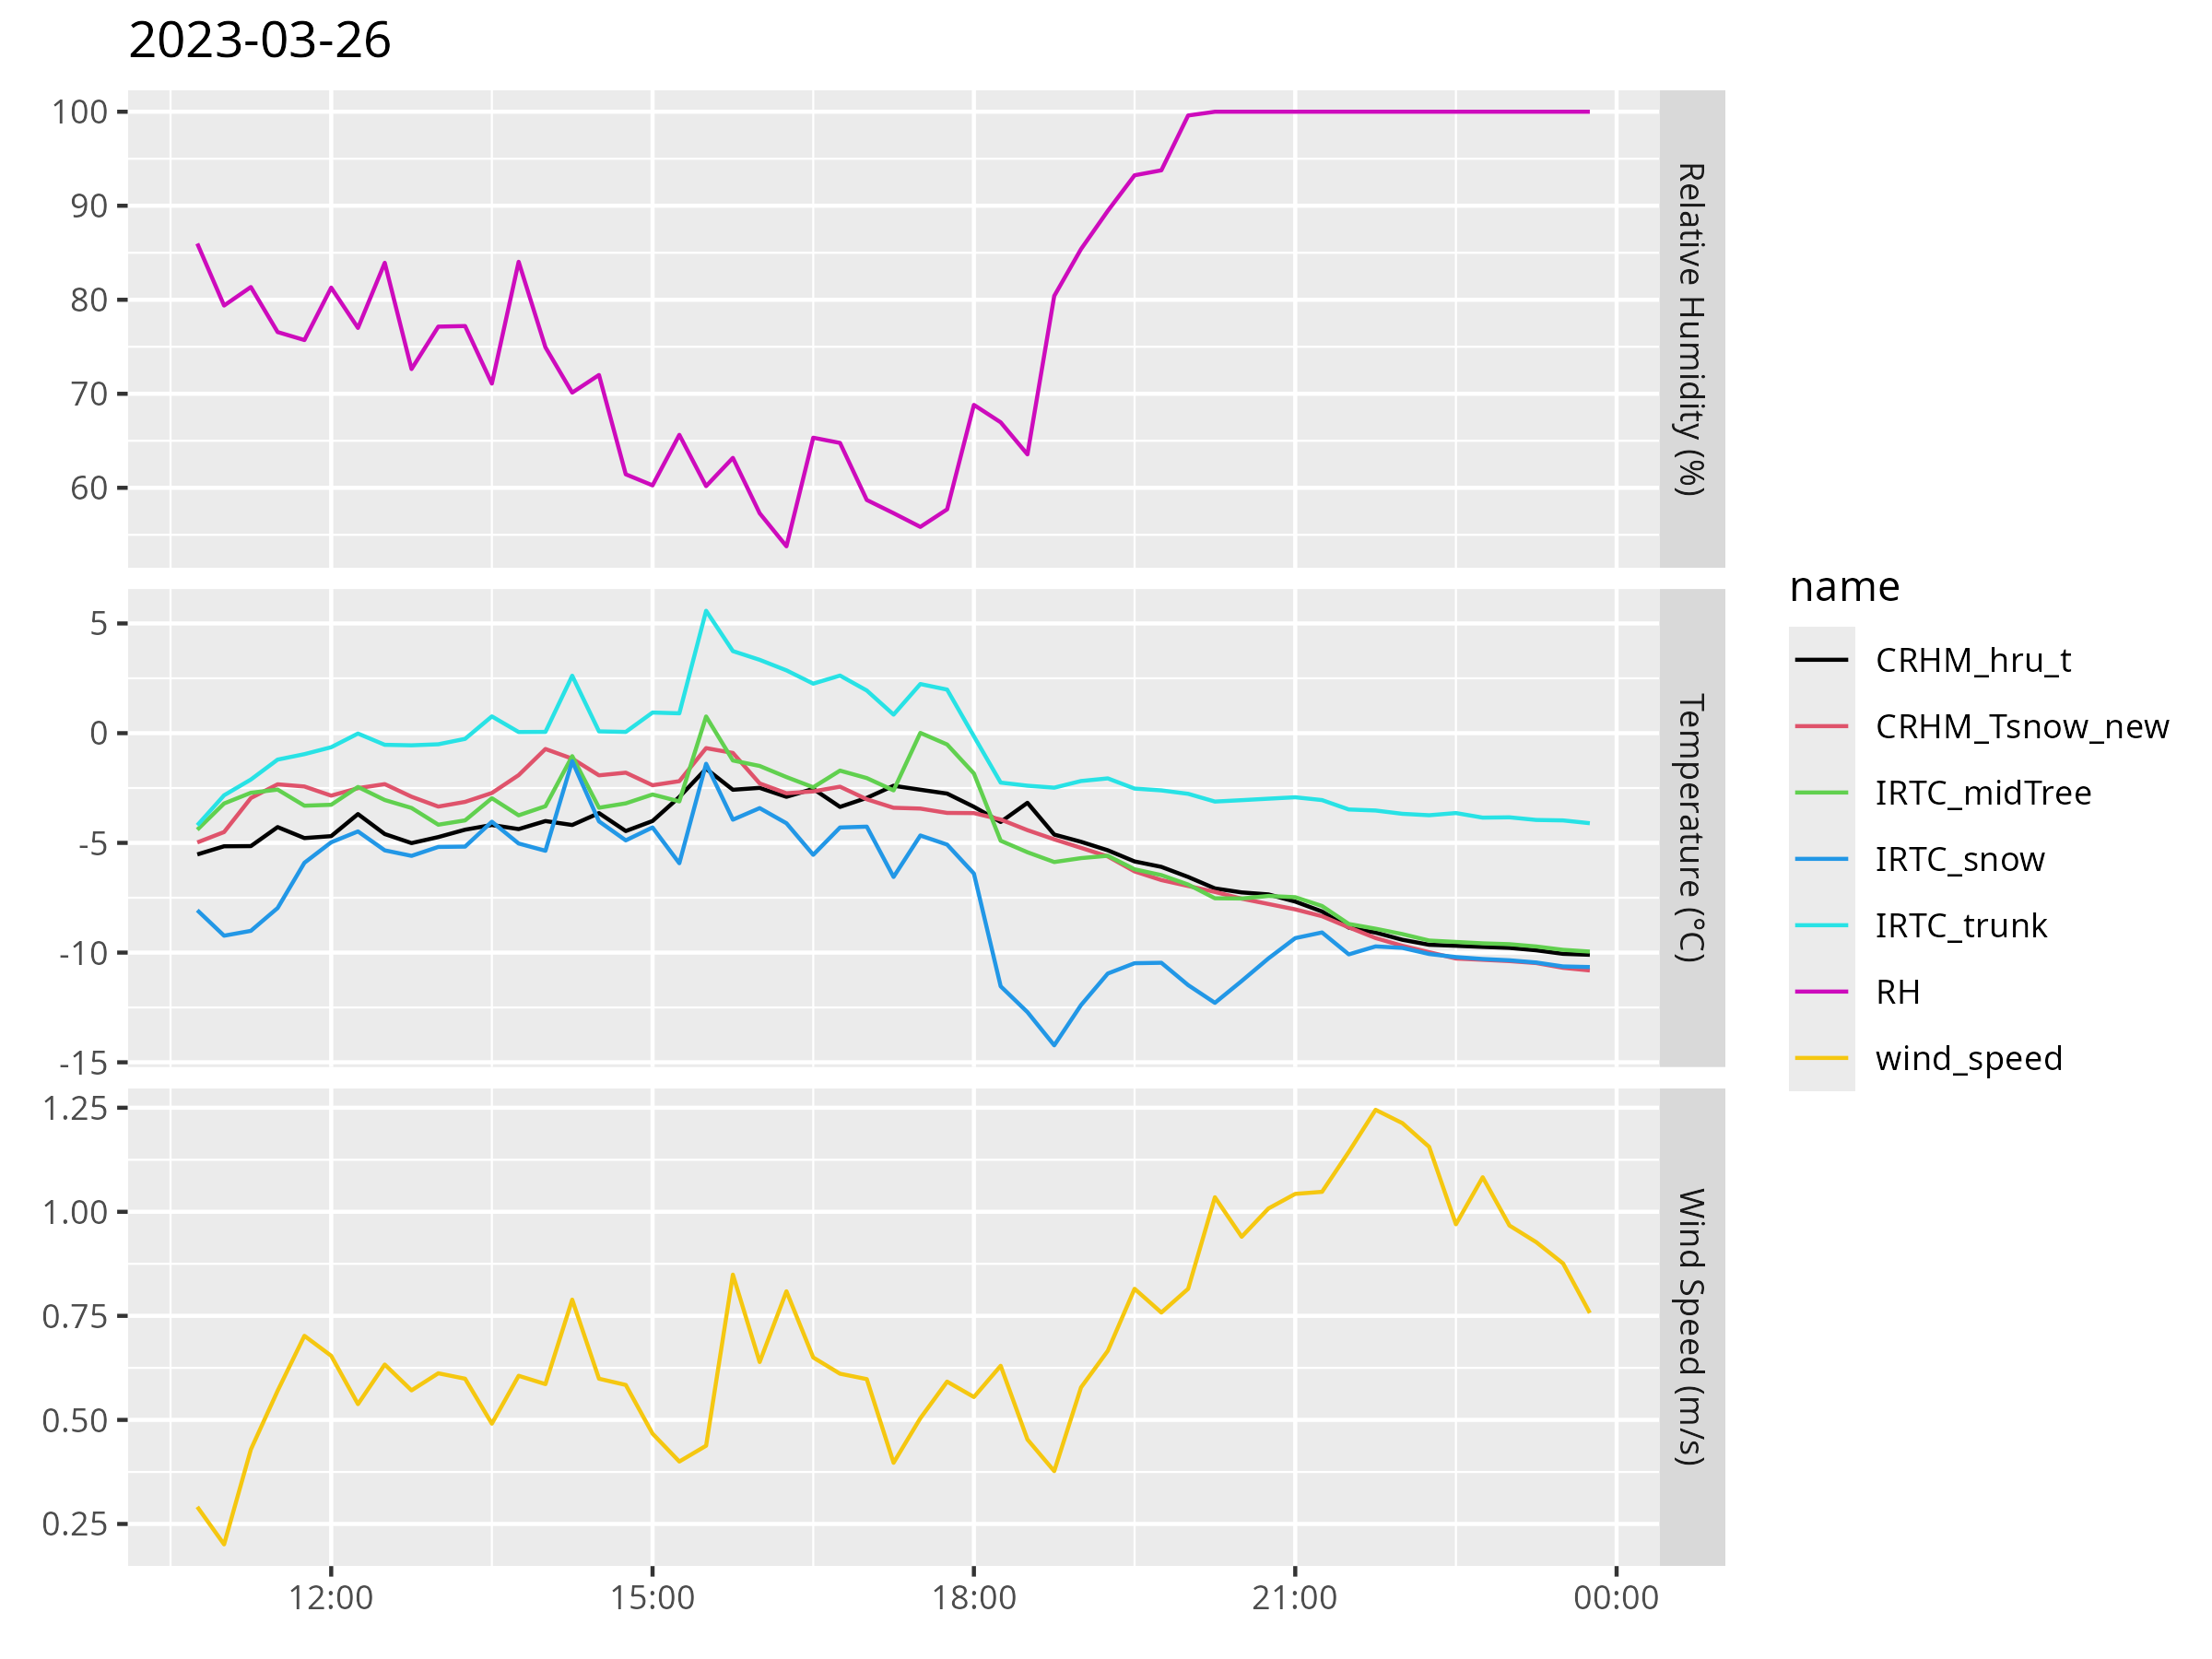 2023-03-26
100
90
80
70
60
Relative Humidity (%)
5
0
-5
-10
-15
Temperature (°C)
1.25
1.00
0.75
0.50
0.25
Wind Speed (m/s)
12:00 15:00 18:00 21:00 00:00
name
CRHM_hru_t
CRHM_Tsnow_new
IRTC_midTree
IRTC_snow
IRTC_trunk
RH
wind_speed